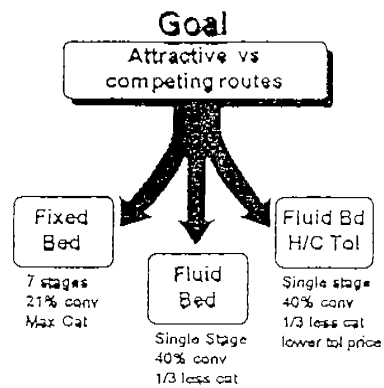 Goal
Attractive vs
competing routes
Fixed
Bed
7 stages
21% conv
Max Cat
Fluid
Bed
Single Stage
40% conv
1/3 less cat
Fluid Bd
H/C Tol
Single stage
40% conv
1/3 less cat
lower tol price